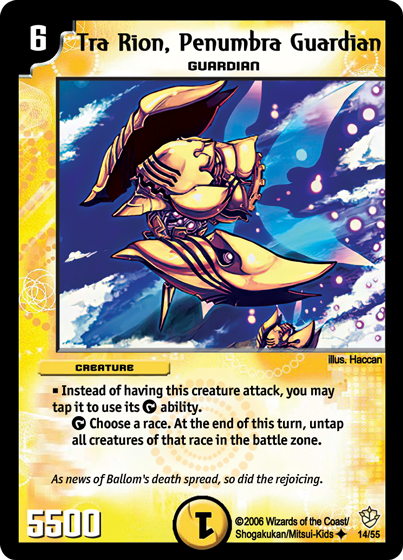 6
Tra Rion, Penumbra Guardian
GUARDIAN
illus. Haccan
CREATURE
▪ Instead of having this creature attack, you may
tap it to use its ability.
Choose a race. At the end of this turn, untap
all creatures of that race in the battle zone.
As news of Ballom's death spread, so did the rejoicing.
5500
1
©2006 Wizards of the Coast/
Shogakukan/Mitsui-Kids 14/55